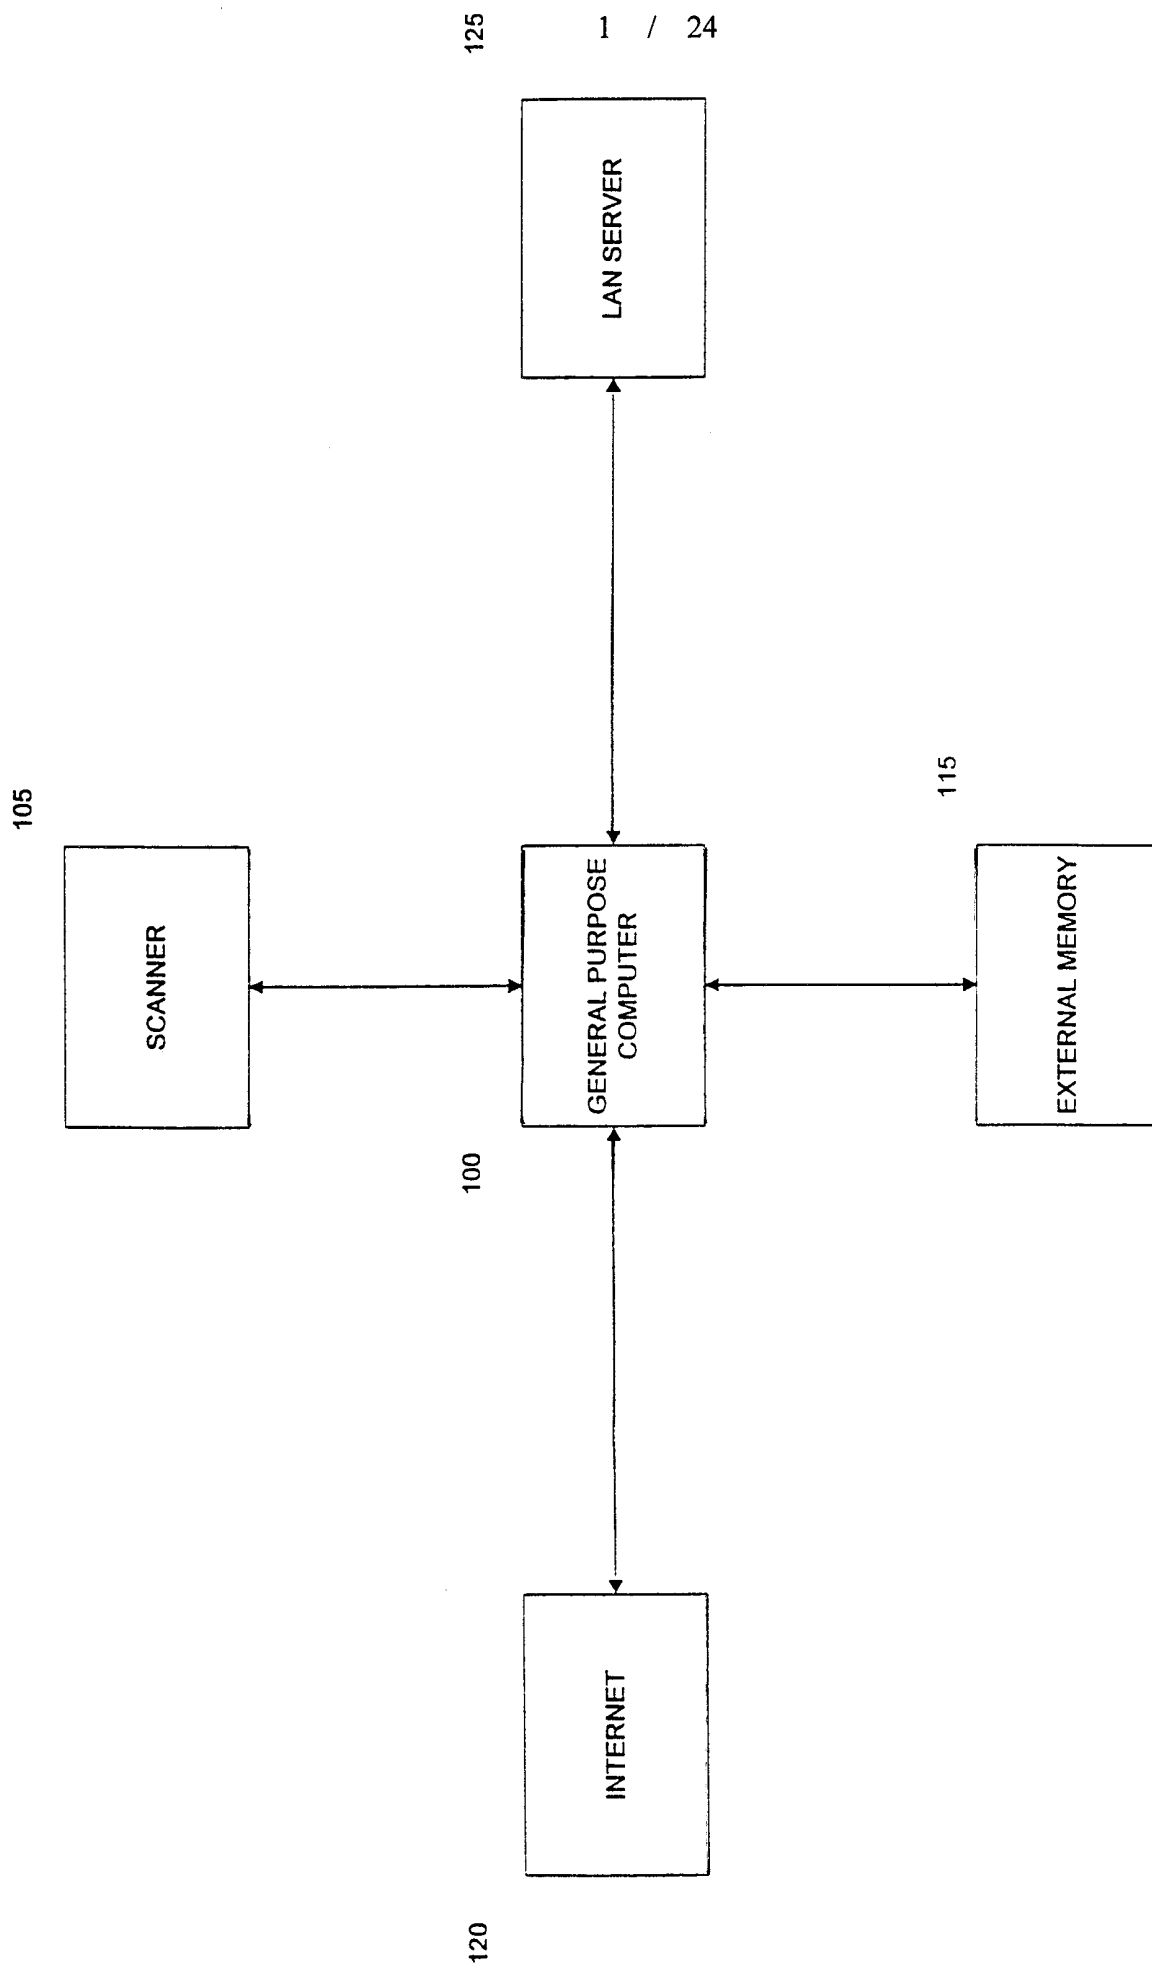 1 / 24
105
SCANNER
120
INTERNET
100
GENERAL PURPOSE
COMPUTER
125
LAN SERVER
115
EXTERNAL MEMORY